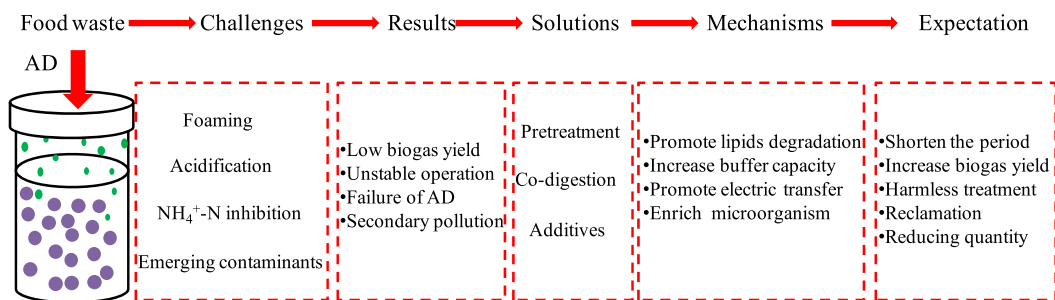 Food waste
Challenges
Results
Solutions
Mechanisms
Expectation
AD
Foaming
Acidification
NH₄⁺-N inhibition
Emerging contaminants
•Low biogas yield
•Unstable operation
•Failure of AD
•Secondary pollution
Pretreatment
Co-digestion
Additives
•Promote lipids degradation
•Increase buffer capacity
•Promote electric transfer
•Enrich microorganism
•Shorten the period
•Increase biogas yield
•Harmless treatment
•Reclamation
•Reducing quantity